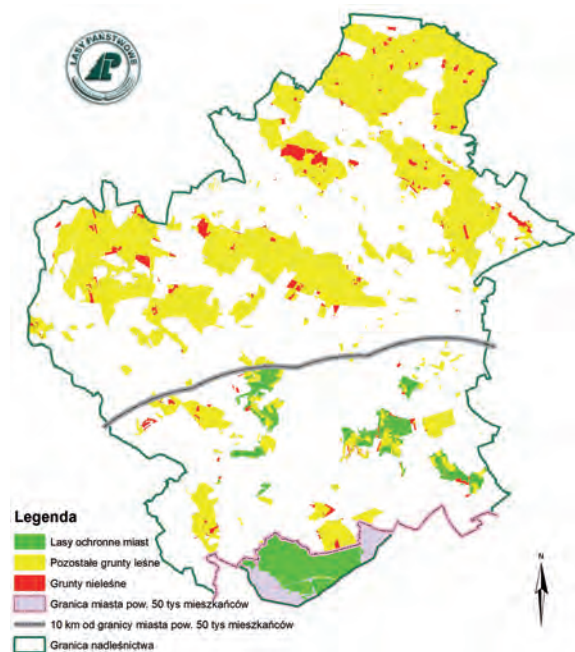 LASY PAŃSTWOWE
N
Legenda
Lasy ochronne miast
Pozostałe grunty leśne
Grunty nieleśne
Granica miasta pow. 50 tys mieszkańców
10 km od granicy miasta pow. 50 tys mieszkańców
Granica nadleśnictwa